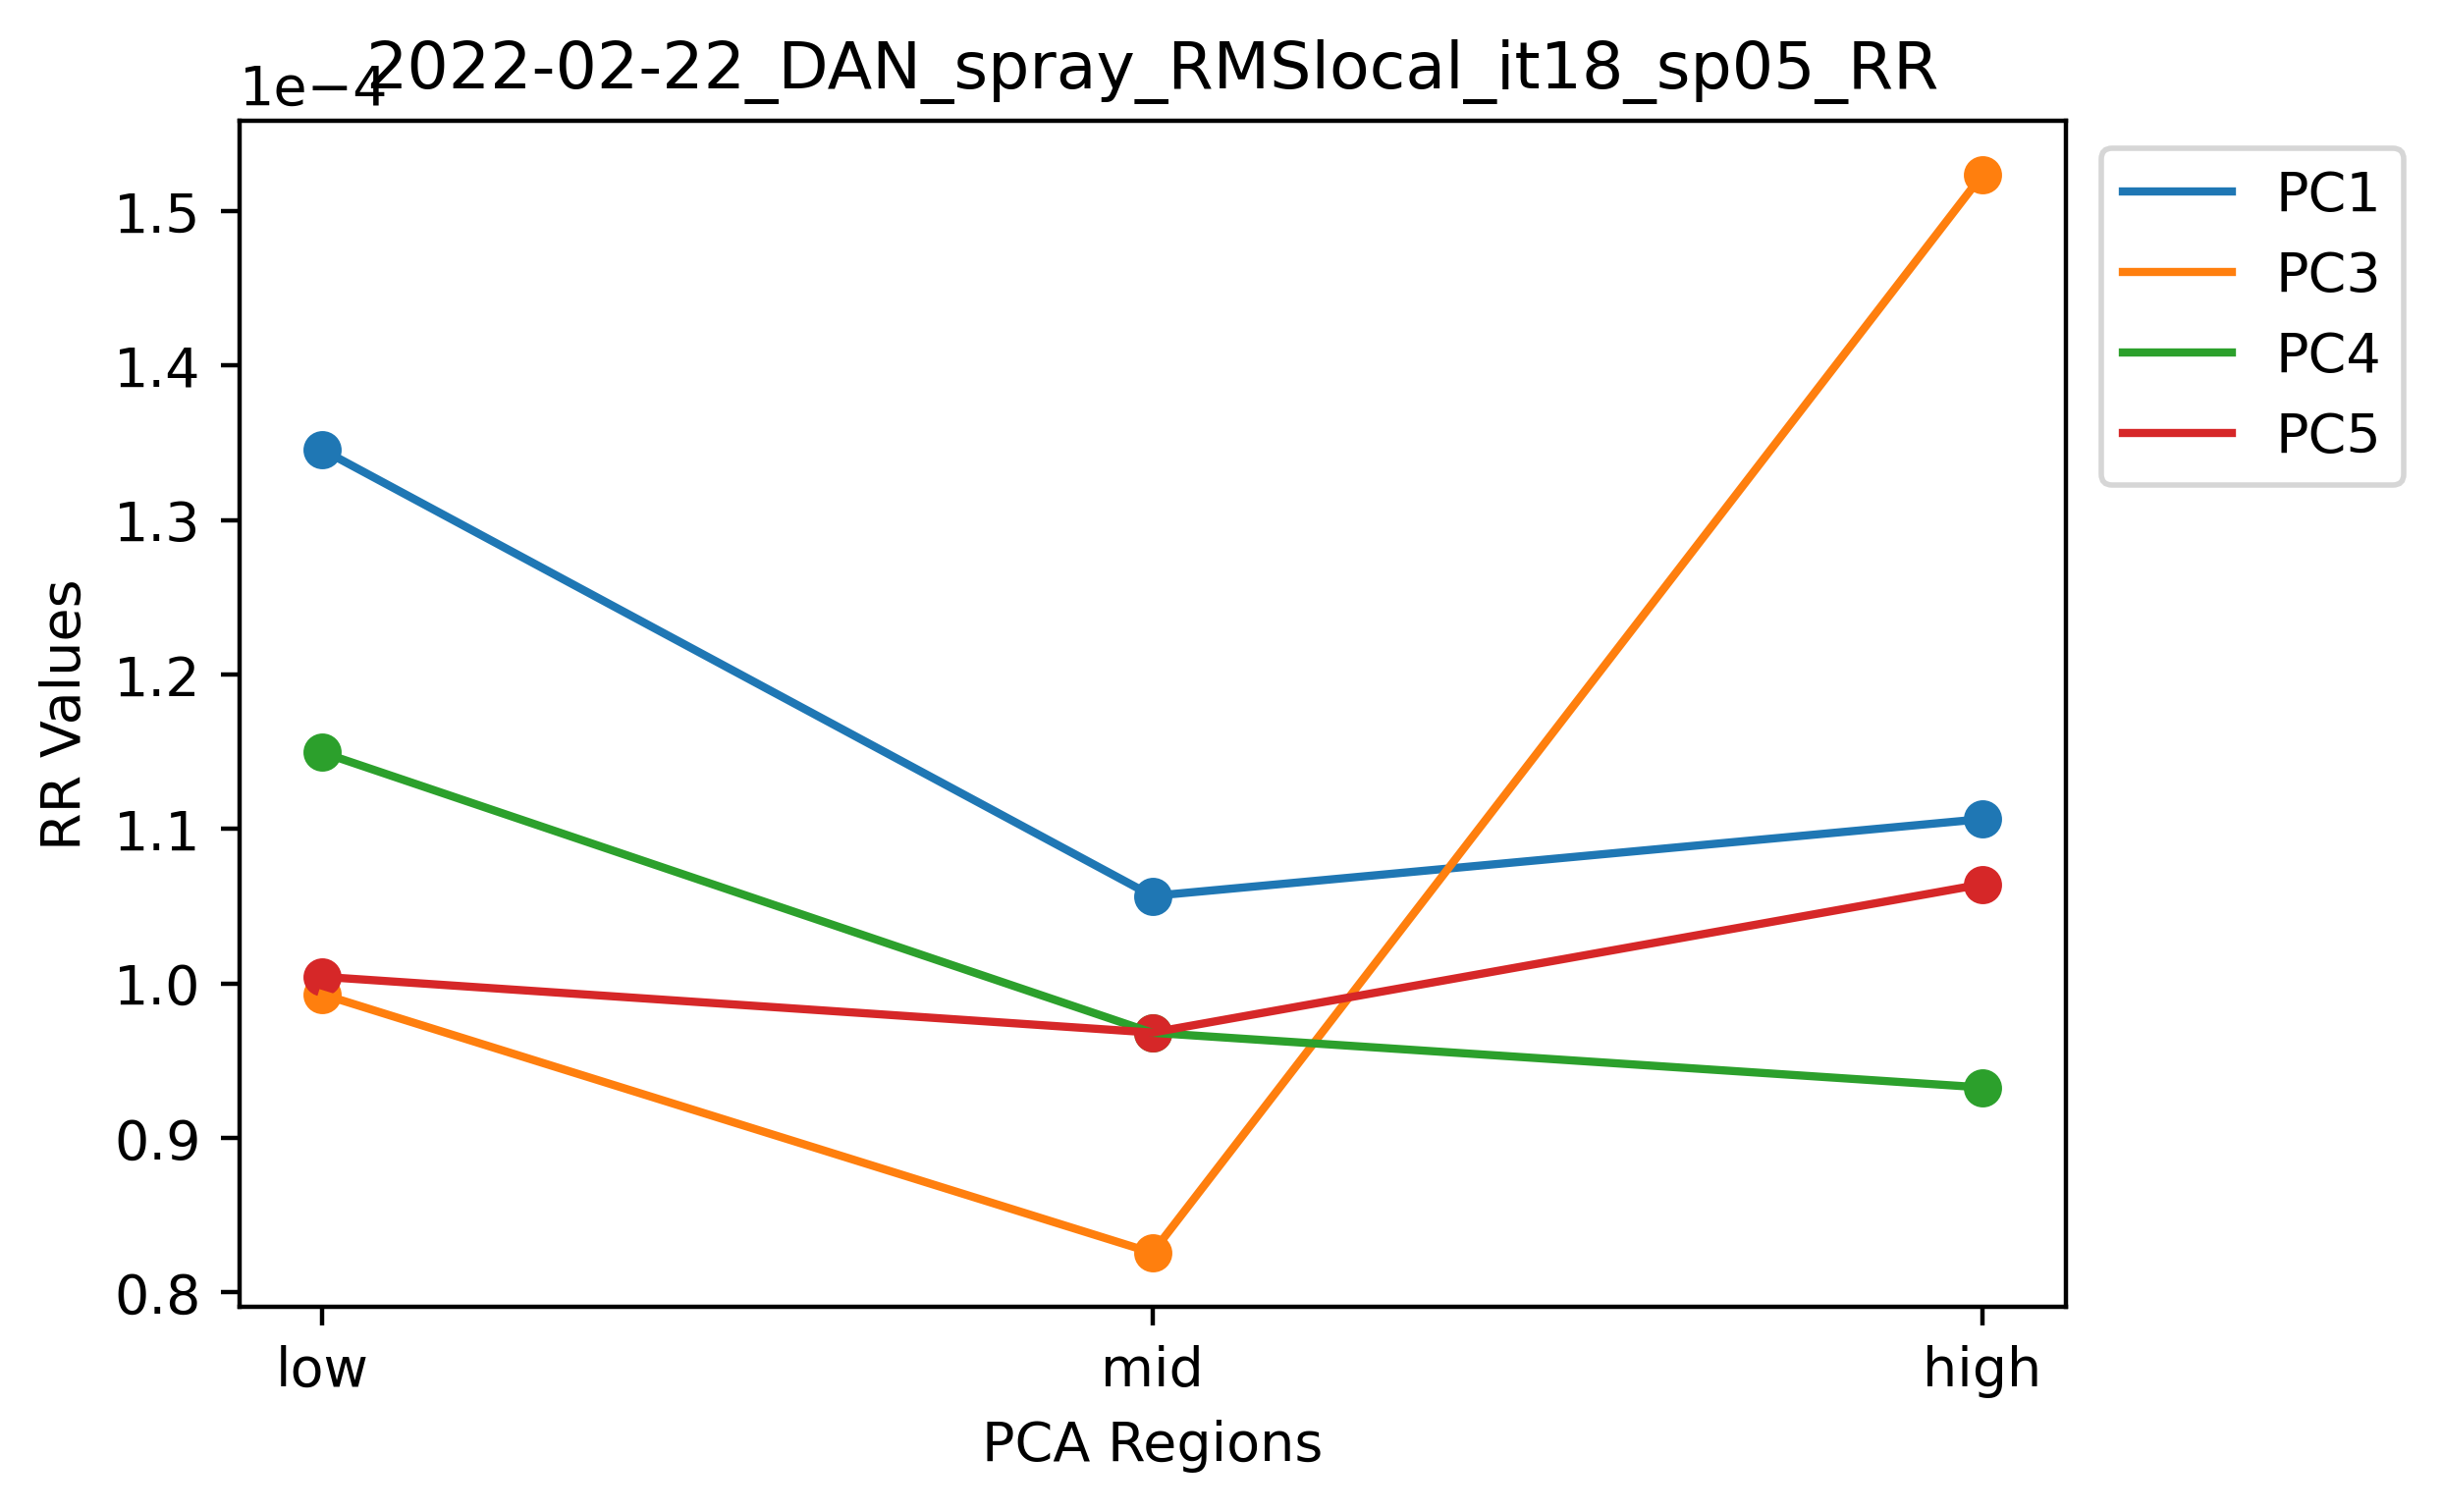 1e−4
2022-02-22_DAN_spray_RMSlocal_it18_sp05_RR
1.5
1.4
1.3
1.2
1.1
1.0
0.9
0.8
RR Values
low
mid
high
PCA Regions
PC1
PC3
PC4
PC5